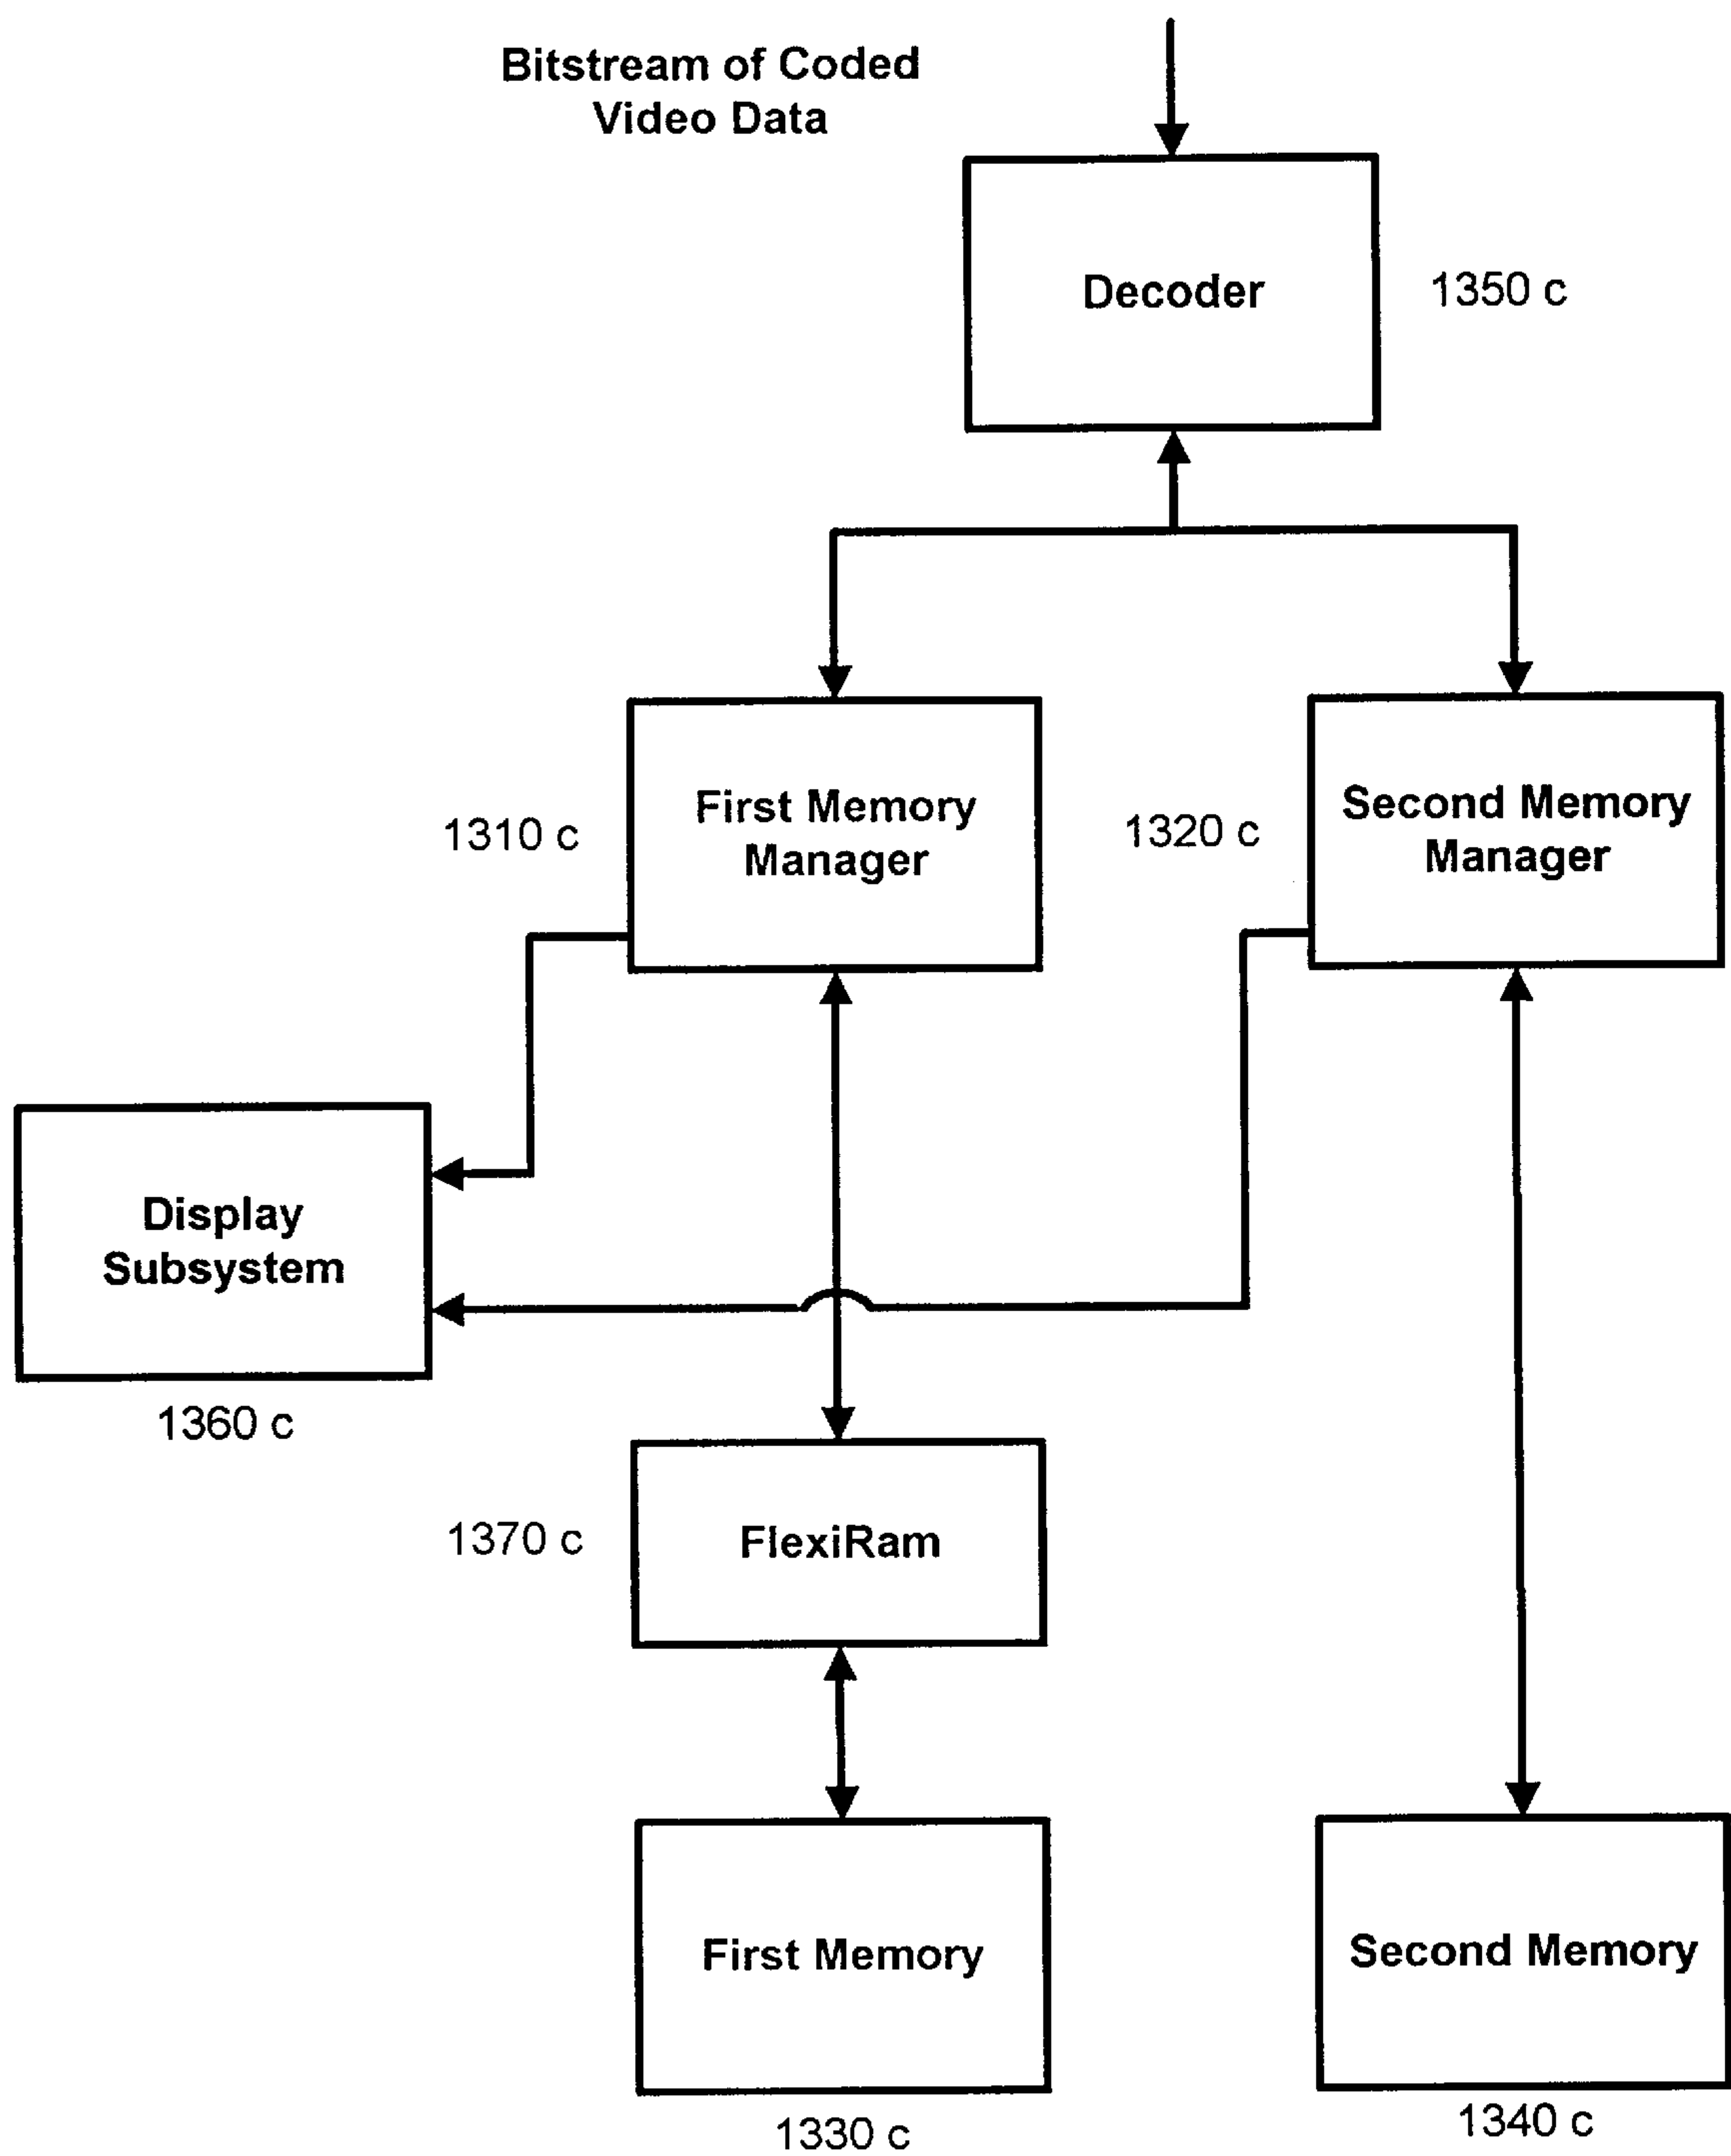 Bitstream of Coded
Video Data
Decoder
1350 c
First Memory
Manager
1310 c
Second Memory
Manager
1320 c
Display
Subsystem
1360 c
FlexiRam
1370 c
First Memory
1330 c
Second Memory
1340 c